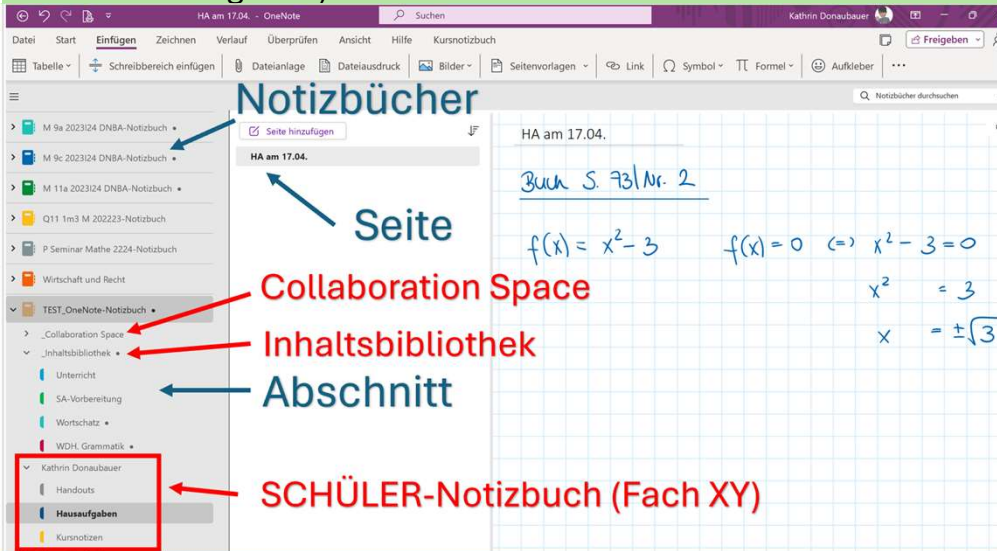 HA am 17.04. - OneNote
Suchen
Kathrin Donaubauer
Datei Start Einfügen Zeichnen Verlauf Überprüfen Ansicht Hilfe Kursnotizbuch
Freigeben
Tabelle Schreibbereich einfügen Dateianlage Dateiausdruck Bilder Seitenvorlagen Link Symbol Formel Aufkleber
Notizbücher durchsuchen
Notizbücher
M 9a 2023I24 DNBA-Notizbuch
M 9c 2023I24 DNBA-Notizbuch
M 11a 2023I24 DNBA-Notizbuch
Q11 1m3 M 202223-Notizbuch
P Seminar Mathe 2224-Notizbuch
Wirtschaft und Recht
TEST_OneNote-Notizbuch
_Collaboration Space
_Inhaltsbibliothek
Unterricht
SA-Vorbereitung
Wortschatz
WDH. Grammatik
Kathrin Donaubauer
Handouts
Hausaufgaben
Kursnotizen
Seite hinzufügen
HA am 17.04.
Seite
Collaboration Space
Inhaltsbibliothek
Abschnitt
SCHÜLER-Notizbuch (Fach XY)
HA am 17.04.
Buch S. 73/Nr. 2
f(x) = x² - 3 f(x) = 0 (=) x² - 3 = 0
x² = 3
x = ±√3